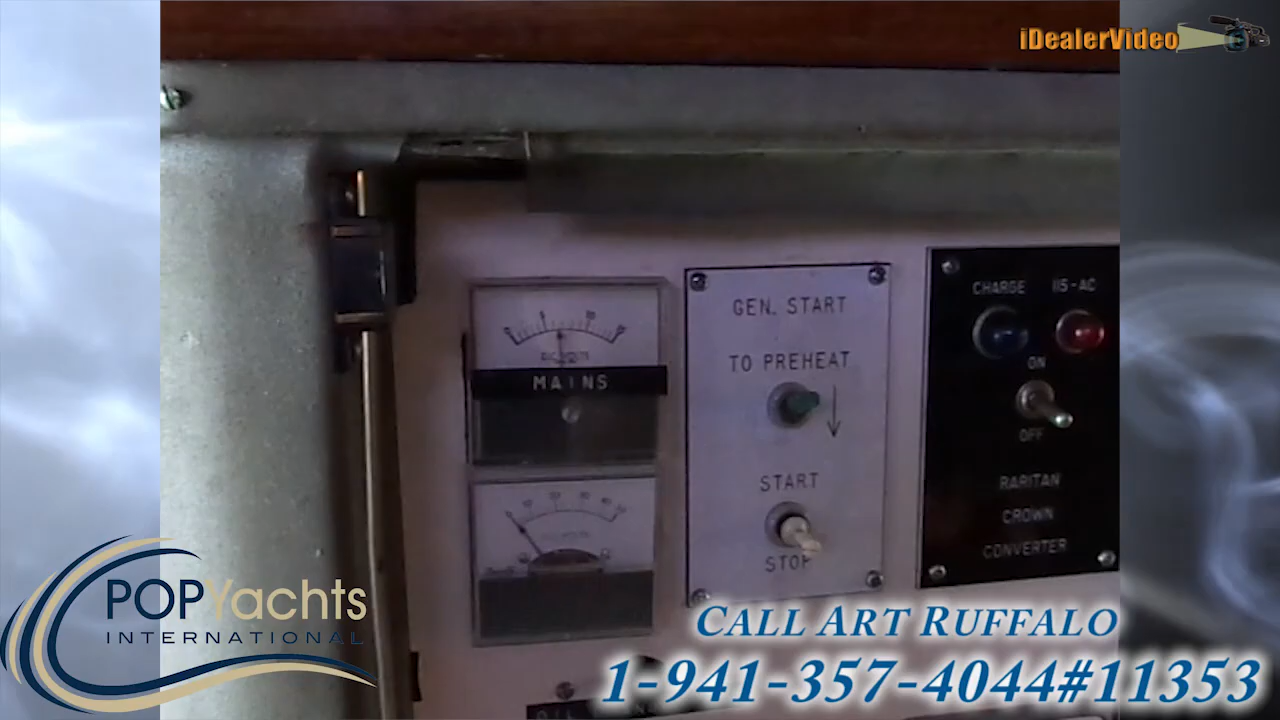 iDealerVideo
D.C. VOLTS
MAINS
GEN. START
TO PREHEAT
START
STOP
CHARGE 115-AC
ON
OFF
RARITAN
CROWN
CONVERTER
POPYachts
INTERNATIONAL
CALL ART RUFFALO
1-941-357-4044#11353